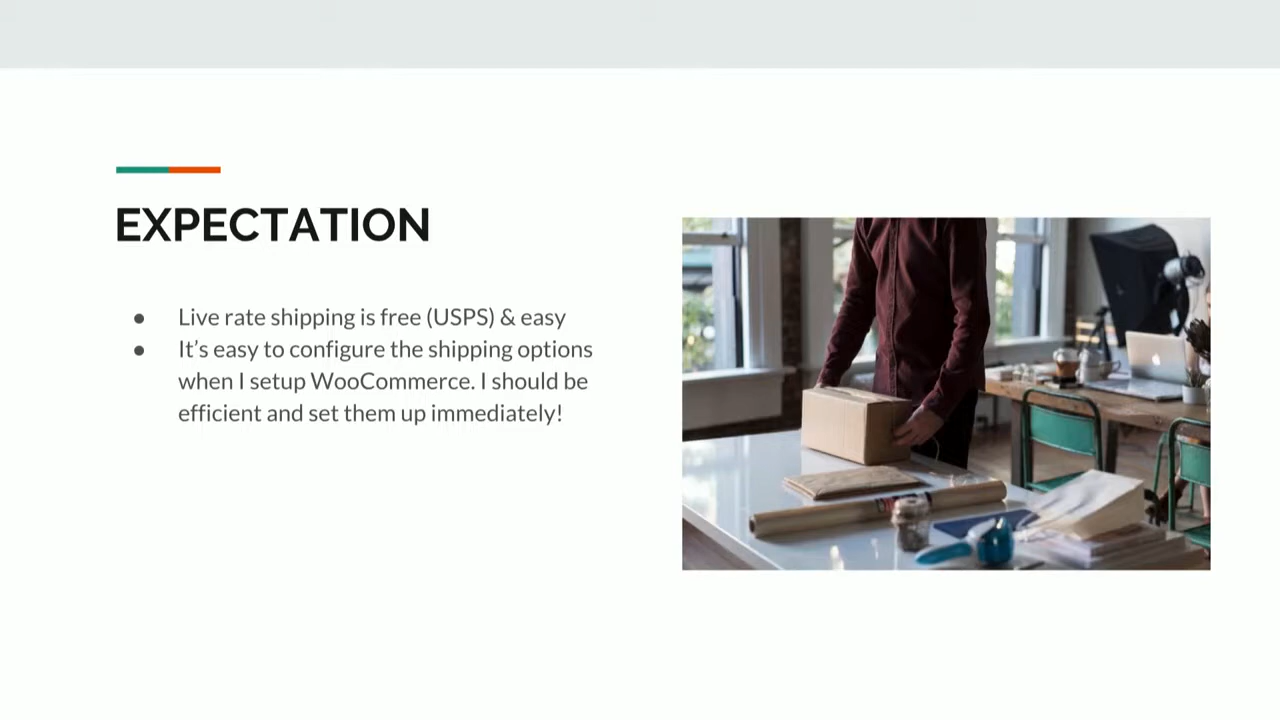 EXPECTATION
● Live rate shipping is free (USPS) & easy
● It’s easy to configure the shipping options
when I setup WooCommerce. I should be
efficient and set them up immediately!